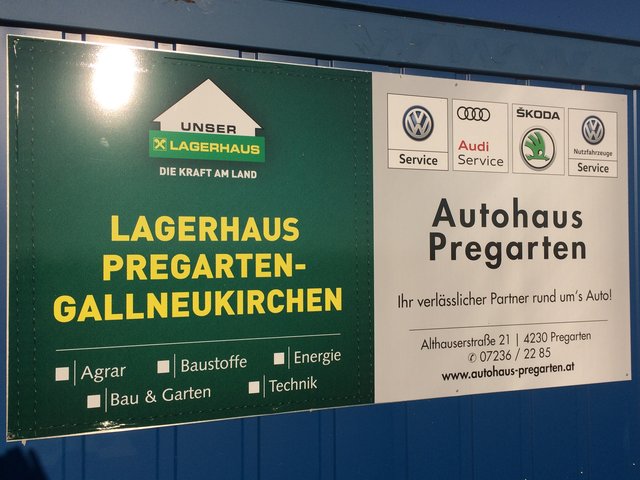 UNSER
LAGERHAUS
DIE KRAFT AM LAND
LAGERHAUS
PREGARTEN-
GALLNEUKIRCHEN
Agrar
Baustoffe
Energie
Bau & Garten
Technik
Service
Audi
Service
ŠKODA
Nutzfahrzeuge
Service
Autohaus
Pregarten
Ihr verlässlicher Partner rund um's Auto!
Althauserstraße 21 | 4230 Pregarten
✆ 07236 / 22 85
www.autohaus-pregarten.at